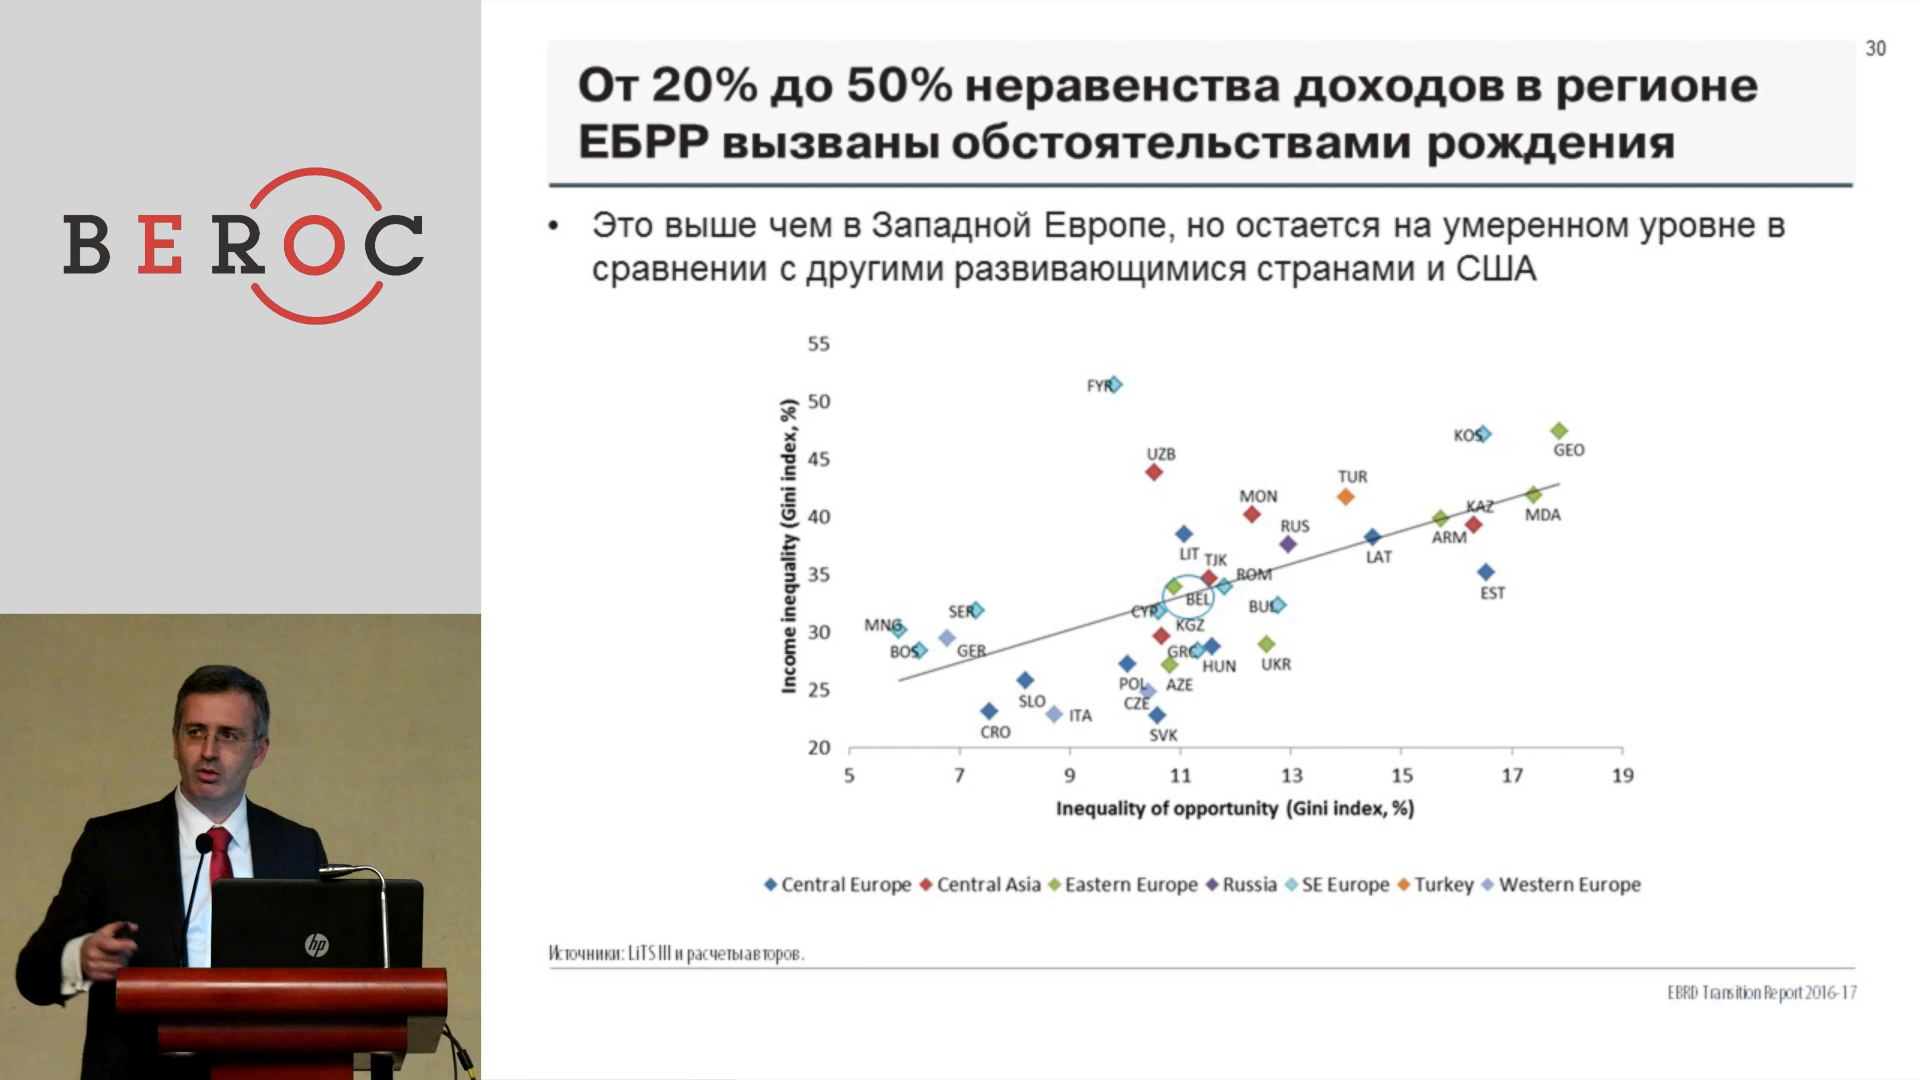 BEROC
30
От 20% до 50% неравенства доходов в регионе
ЕБРР вызваны обстоятельствами рождения
• Это выше чем в Западной Европе, но остается на умеренном уровне в
сравнении с другими развивающимися странами и США
Income inequality (Gini index, %)
55
50
45
40
35
30
25
20
FYR
UZB
KOS
GEO
TUR
MON
KAZ
MDA
RUS
ARM
LIT
TJK
LAT
ROM
EST
BEL
BUL
SER
CYP
MNG
KGZ
BOS
GER
GRC
HUN
UKR
POL
AZE
SLO
CZE
ITA
CRO
SVK
5 7 9 11 13 15 17 19
Inequality of opportunity (Gini index, %)
Central Europe Central Asia Eastern Europe Russia SE Europe Turkey Western Europe
Источники: LiTS III и расчеты авторов.
EBRD Transition Report 2016-17
hp